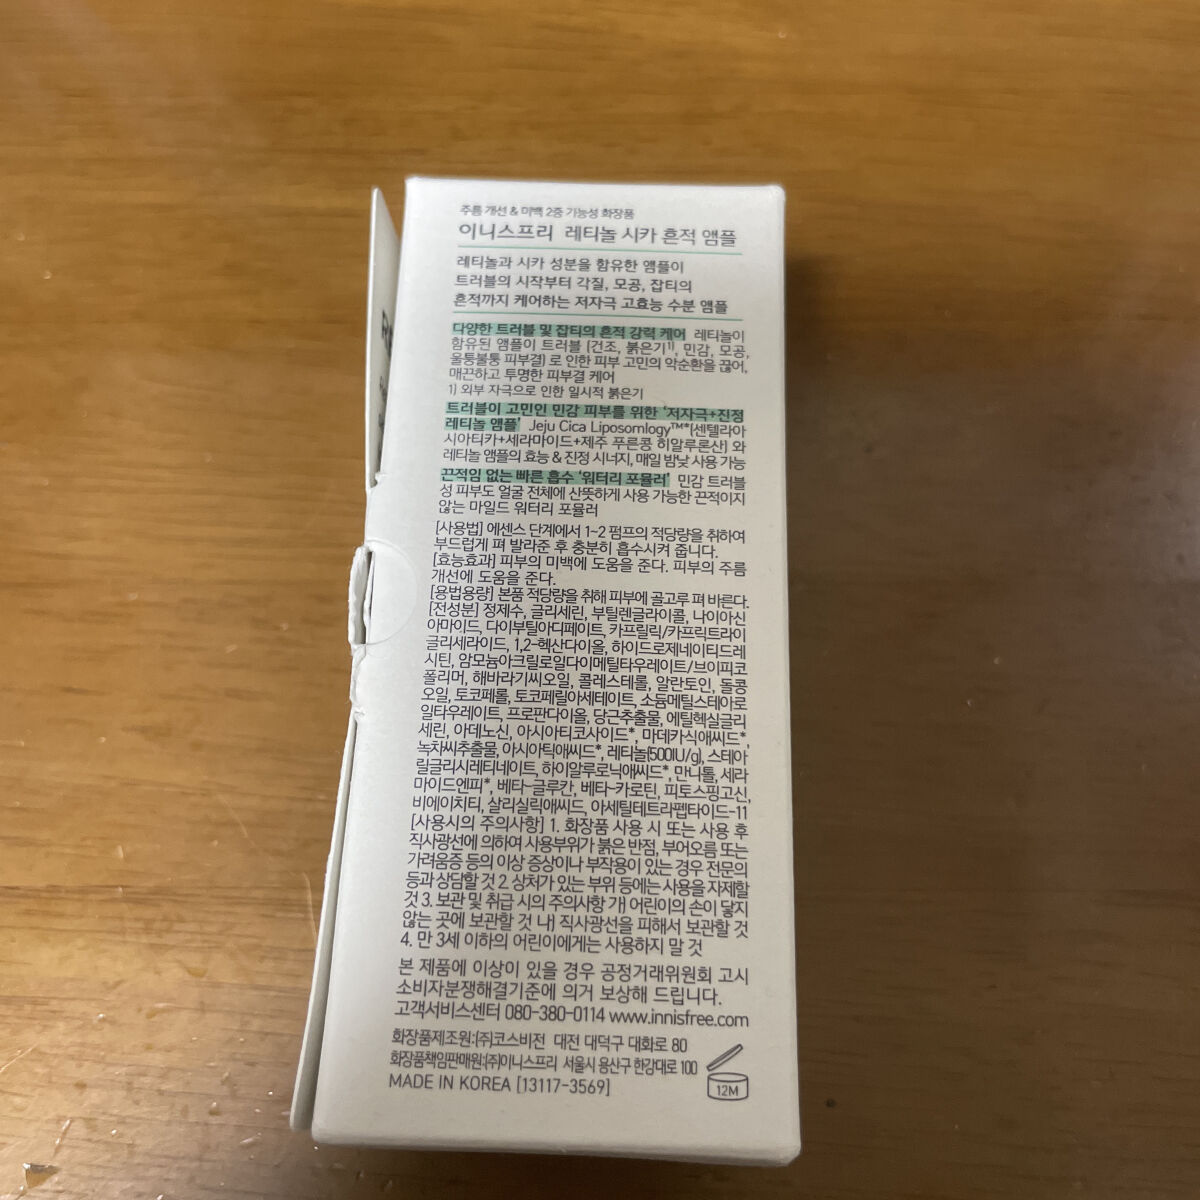 주름 개선 & 미백 2중 기능성 화장품
이니스프리 레티놀 시카 흔적 앰플
레티놀과 시카 성분을 함유한 앰플이
트러블의 시작부터 각질, 모공, 잡티의
흔적까지 케어하는 저자극 고효능 수분 앰플
다양한 트러블 및 잡티의 흔적 강력 케어 레티놀이
함유된 앰플이 트러블 [건조, 붉은기¹⁾, 민감, 모공,
울퉁불퉁 피부결] 로 인한 피부 고민의 악순환을 끊어,
매끈하고 투명한 피부결 케어
1) 외부 자극으로 인한 일시적 붉은기
트러블이 고민인 민감 피부를 위한 '저자극+진정
레티놀 앰플' Jeju Cica Liposomlogy™*[센텔라아
시아티카+세라마이드+제주 푸른콩 히알루론산] 와
레티놀 앰플의 효능 & 진정 시너지, 매일 밤낮 사용 가능
끈적임 없는 빠른 흡수 '워터리 포뮬러' 민감 트러블
성 피부도 얼굴 전체에 산뜻하게 사용 가능한 끈적이지
않는 마일드 워터리 포뮬러
[사용법] 에센스 단계에서 1~2 펌프의 적당량을 취하여
부드럽게 펴 발라준 후 충분히 흡수시켜 줍니다.
[효능효과] 피부의 미백에 도움을 준다. 피부의 주름
개선에 도움을 준다.
[용법용량] 본품 적당량을 취해 피부에 골고루 펴 바른다.
[전성분] 정제수, 글리세린, 부틸렌글라이콜, 나이아신
아마이드, 다이부틸아디페이트, 카프릴릭/카프릭트라이
글리세라이드, 1,2-헥산다이올, 하이드로제네이티드레
시틴, 암모늄아크릴로일다이메틸타우레이트/브이피코
폴리머, 해바라기씨오일, 콜레스테롤, 알란토인, 돌콩
오일, 토코페롤, 토코페릴아세테이트, 소듐메틸스테아로
일타우레이트, 프로판다이올, 당근추출물, 에틸헥실글리
세린, 아데노신, 아시아티코사이드*, 마데카식애씨드*,
녹차씨추출물, 아시아틱애씨드*, 레티놀(500IU/g), 스테아
릴글리시레티네이트, 하이알루로닉애씨드*, 만니톨, 세라
마이드엔피*, 베타-글루칸, 베타-카로틴, 피토스핑고신,
비에이치티, 살리실릭애씨드, 아세틸테트라펩타이드-11
[사용시의 주의사항] 1. 화장품 사용 시 또는 사용 후
직사광선에 의하여 사용부위가 붉은 반점, 부어오름 또는
가려움증 등의 이상 증상이나 부작용이 있는 경우 전문의
등과 상담할 것 2. 상처가 있는 부위 등에는 사용을 자제할
것 3. 보관 및 취급 시의 주의사항 가) 어린이의 손이 닿지
않는 곳에 보관할 것 나) 직사광선을 피해서 보관할 것
4. 만 3세 이하의 어린이에게는 사용하지 말 것
본 제품에 이상이 있을 경우 공정거래위원회 고시
소비자분쟁해결기준에 의거 보상해 드립니다.
고객서비스센터 080-380-0114 www.innisfree.com
화장품제조원:(주)코스비전 대전 대덕구 대화로 80
화장품책임판매원:(주)이니스프리 서울시 용산구 한강대로 100
MADE IN KOREA [13117-3569]
12M